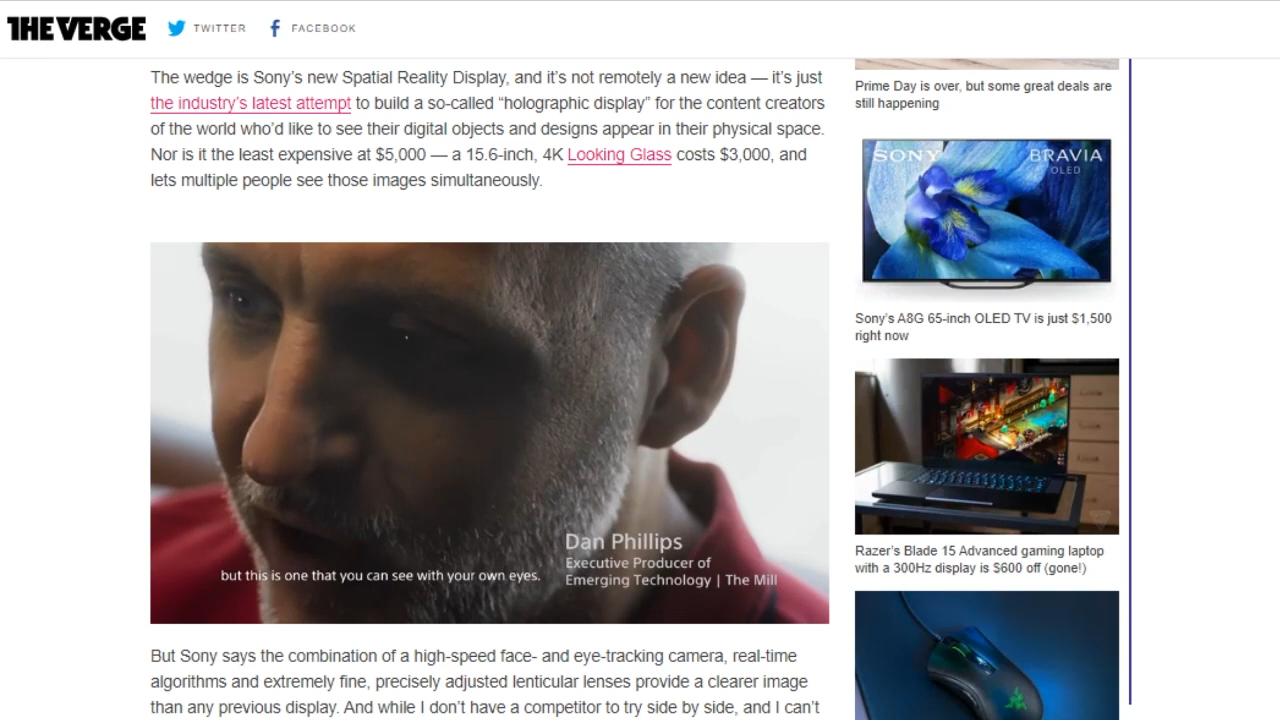 THE VERGE
TWITTER
FACEBOOK
The wedge is Sony’s new Spatial Reality Display, and it’s not remotely a new idea — it’s just
the industry’s latest attempt to build a so-called “holographic display” for the content creators
of the world who’d like to see their digital objects and designs appear in their physical space.
Nor is it the least expensive at $5,000 — a 15.6-inch, 4K Looking Glass costs $3,000, and
lets multiple people see those images simultaneously.
Dan Phillips
Executive Producer of
Emerging Technology | The Mill
but this is one that you can see with your own eyes.
But Sony says the combination of a high-speed face- and eye-tracking camera, real-time
algorithms and extremely fine, precisely adjusted lenticular lenses provide a clearer image
than any previous display. And while I don’t have a competitor to try side by side, and I can’t
Prime Day is over, but some great deals are
still happening
SONY
BRAVIA
OLED
Sony’s A8G 65-inch OLED TV is just $1,500
right now
Razer’s Blade 15 Advanced gaming laptop
with a 300Hz display is $600 off (gone!)